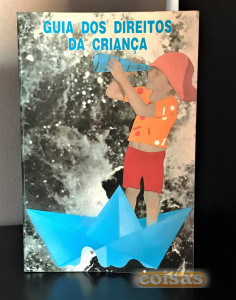 GUIA DOS DIREITOS
DA CRIANÇA
coisas